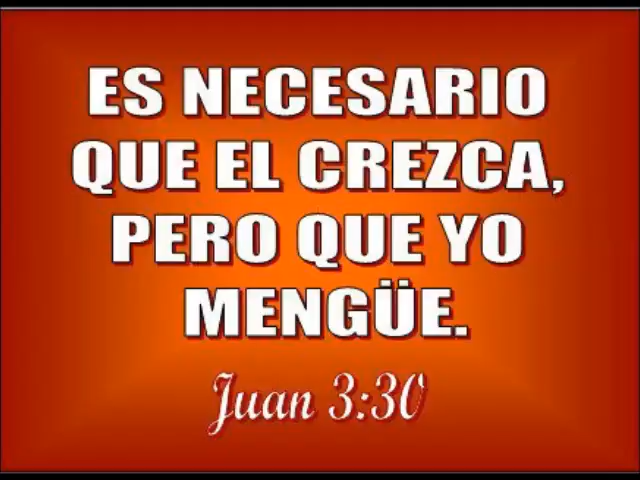 ES NECESARIO
QUE EL CREZCA,
PERO QUE YO
MENGÜE.
Juan 3:30